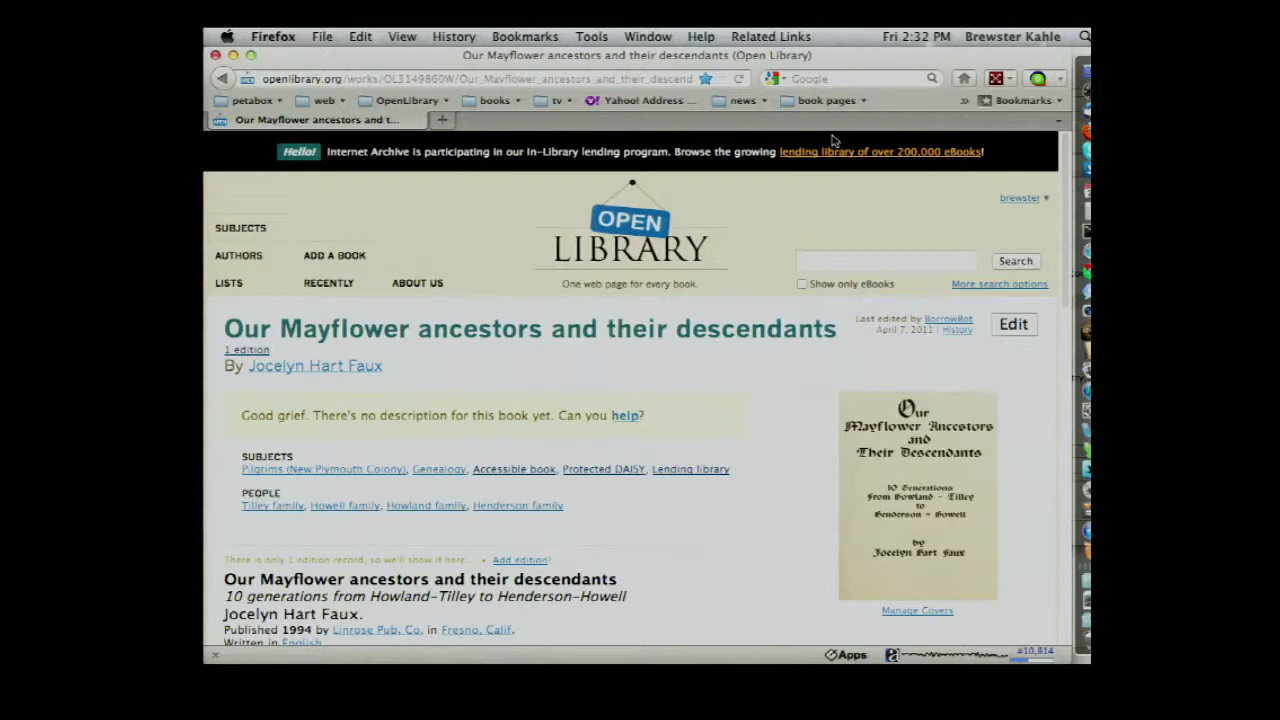 Firefox File Edit View History Bookmarks Tools Window Help Related Links Fri 2:32 PM Brewster Kahle
Our Mayflower ancestors and their descendants (Open Library)
openlibrary.org/works/OL3149860W/Our_Mayflower_ancestors_and_their_descend Google
petabox web OpenLibrary books tv Yahoo! Address ... news book pages » Bookmarks
Our Mayflower ancestors and t... +
Hello! Internet Archive is participating in our In-Library lending program. Browse the growing lending library of over 200,000 eBooks!
brewster
OPEN
LIBRARY
One web page for every book.
SUBJECTS
AUTHORS ADD A BOOK
LISTS RECENTLY ABOUT US
Search
Show only eBooks More search options
Our Mayflower ancestors and their descendants
Last edited by BorrowBot
April 7, 2011 | History
Edit
1 edition
By Jocelyn Hart Faux
Good grief. There's no description for this book yet. Can you help?
SUBJECTS
Pilgrims (New Plymouth Colony), Genealogy, Accessible book, Protected DAISY, Lending library
PEOPLE
Tilley family, Howell family, Howland family, Henderson family
Our
Mayflower Ancestors
and
Their Descendants
10 Generations
From Howland - Tilley
to
Henderson - Howell
by
Jocelyn Hart Faux
Manage Covers
There is only 1 edition record, so we'll show it here... • Add edition?
Our Mayflower ancestors and their descendants
10 generations from Howland-Tilley to Henderson-Howell
Jocelyn Hart Faux.
Published 1994 by Linrose Pub. Co. in Fresno, Calif.
Written in English
Apps #10,814